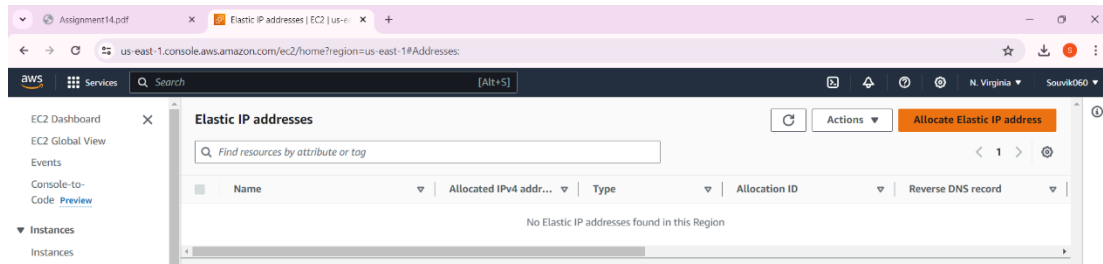 Assignment14.pdf
Elastic IP addresses | EC2 | us-ea
us-east-1.console.aws.amazon.com/ec2/home?region=us-east-1#Addresses:
S
aws Services Search [Alt+S] N. Virginia Souvik060
EC2 Dashboard
EC2 Global View
Events
Console-to-
Code Preview
Instances
Instances
Elastic IP addresses
Actions
Allocate Elastic IP address
Find resources by attribute or tag
1
Name Allocated IPv4 addr... Type Allocation ID Reverse DNS record
No Elastic IP addresses found in this Region